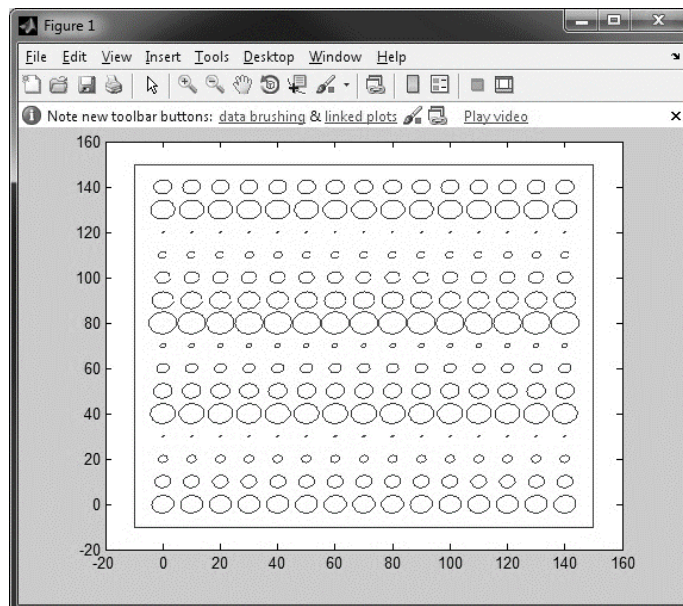 Figure 1
File Edit View Insert Tools Desktop Window Help
Note new toolbar buttons: data brushing & linked plots Play video
160
140
120
100
80
60
40
20
0
-20
-20 0 20 40 60 80 100 120 140 160